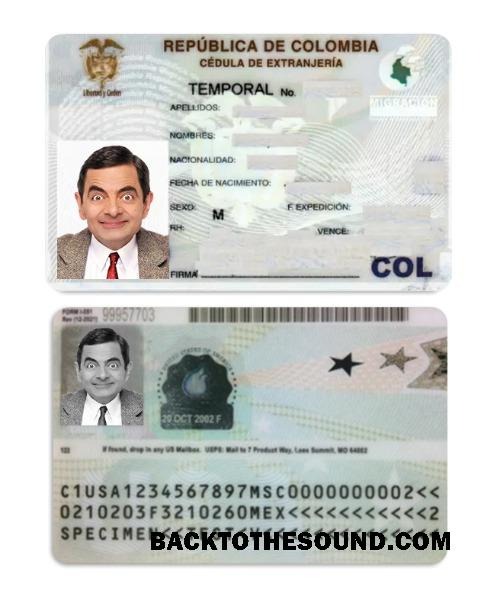 REPÚBLICA DE COLOMBIA
CÉDULA DE EXTRANJERÍA
Libertad y Orden
TEMPORAL No.
MIGRACIÓN
APELLIDOS:
NOMBRES:
NACIONALIDAD:
FECHA DE NACIMIENTO:
SEXO: M F. EXPEDICIÓN:
RH: VENCE:
FIRMA
COL
FORM I-551
Rev (12-2021)
99957703
UNITED STATES OF AMERICA
20 OCT 2002 F
If found, drop in any US Mailbox. USPS: Mail to 7 Product Way, Lees Summit, MO 64002
C1USA1234567897MSC0000000002<<
0210203F3210260MEX<<<<<<<<<<<2
SPECIMEN<<TEST<V
BACKTOTHESOUND.COM